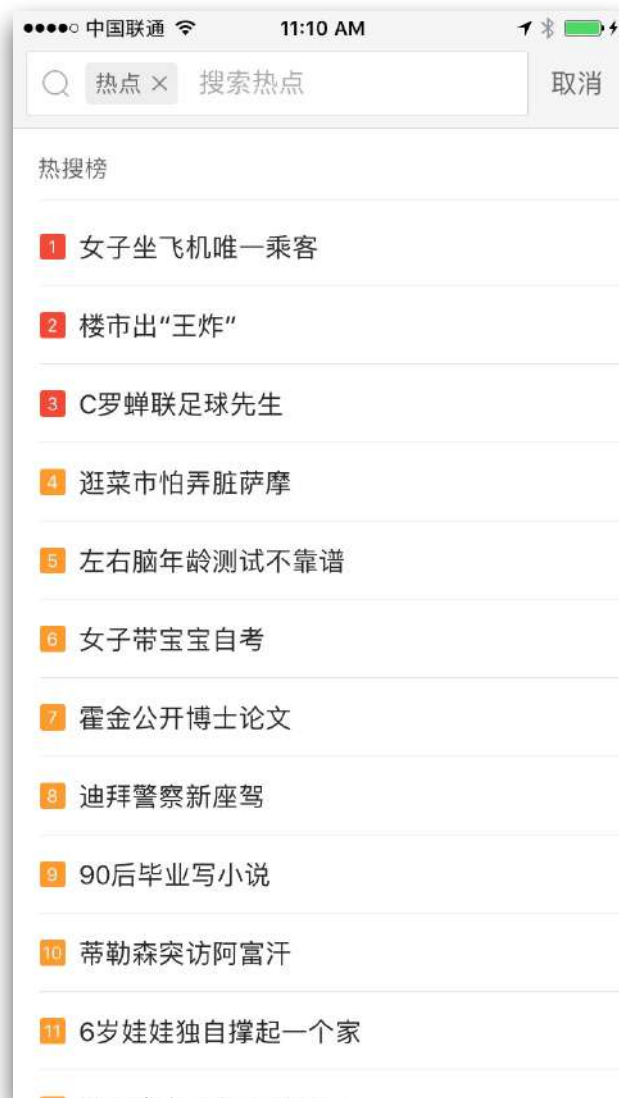 中国联通 11:10 AM
热点 × 搜索热点 取消
热搜榜
1 女子坐飞机唯一乘客
2 楼市出“王炸”
3 C罗蝉联足球先生
4 逛菜市怕弄脏萨摩
5 左右脑年龄测试不靠谱
6 女子带宝宝自考
7 霍金公开博士论文
8 迪拜警察新座驾
9 90后毕业写小说
10 蒂勒森突访阿富汗
11 6岁娃娃独自撑起一个家